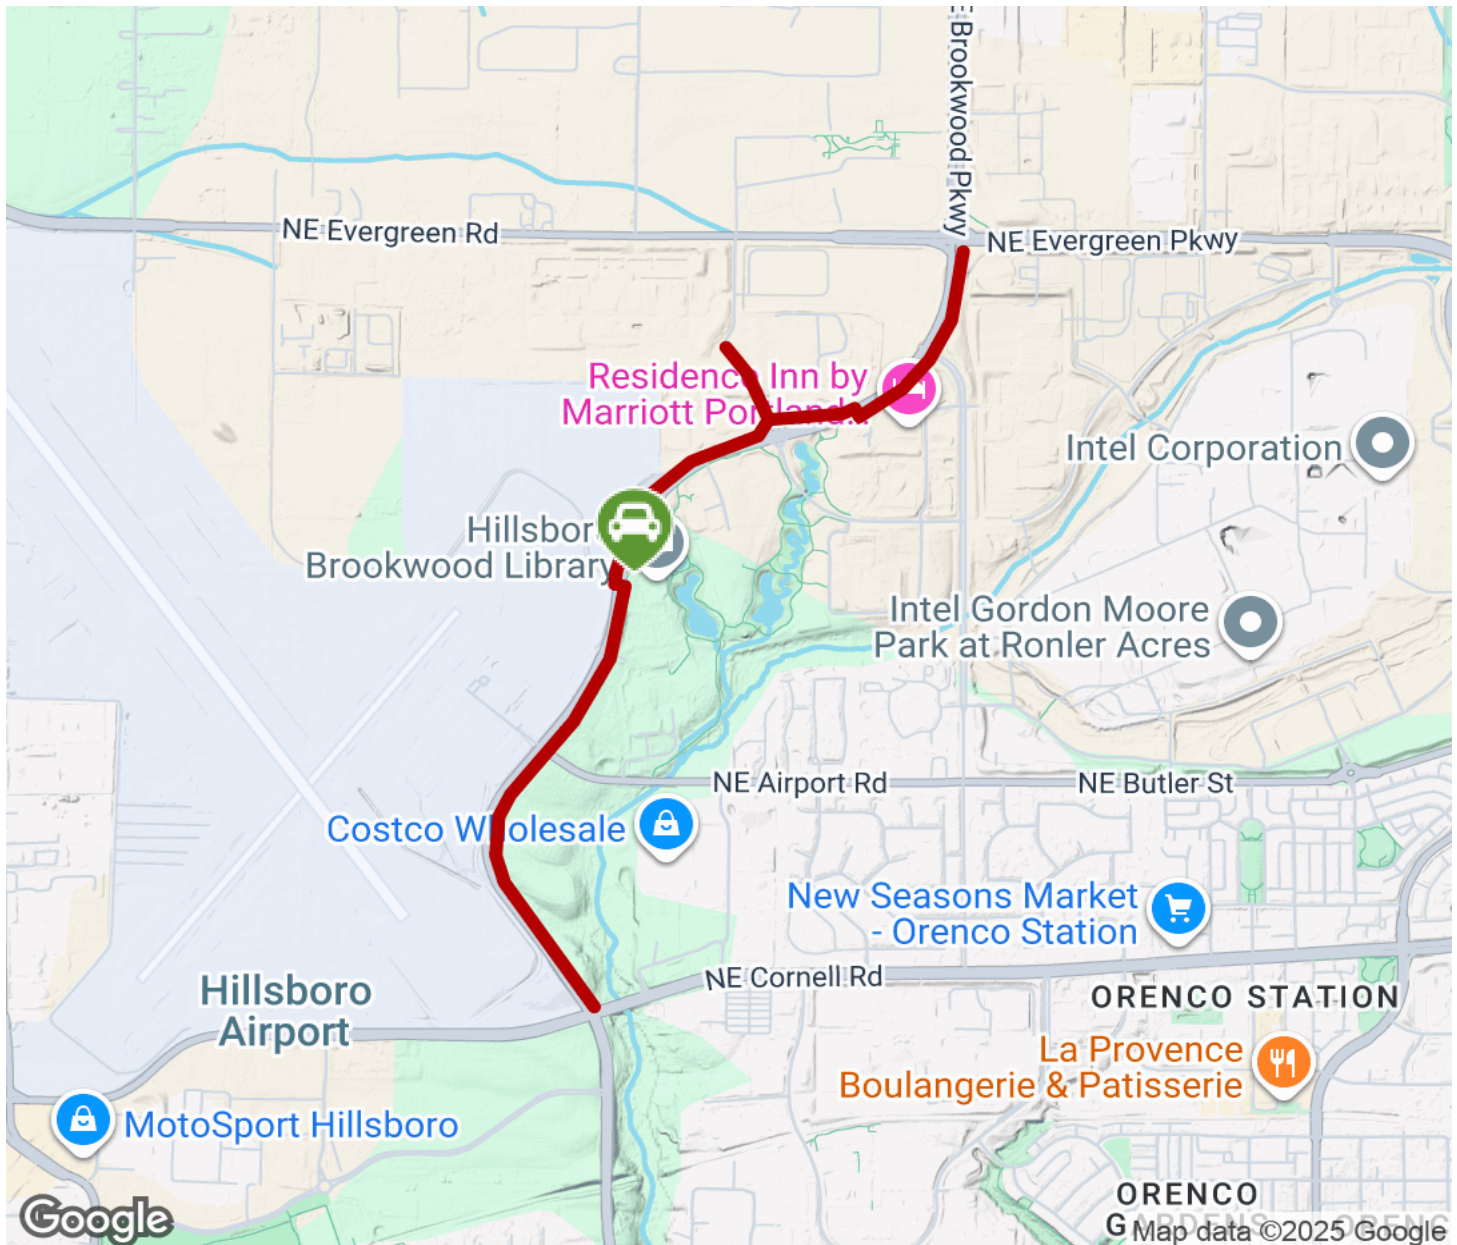 E Brookwood Pkwy
NE Evergreen Rd
NE Evergreen Pkwy
Residence Inn by
Marriott Portland...
Intel Corporation
Brookwood Library
Intel Gordon Moore
Park at Ronler Acres
NE Airport Rd
NE Butler St
Costco Wholesale
New Seasons Market
- Orenco Station
NE Cornell Rd
Hillsboro
Airport
ORENCO STATION
La Provence
Boulangerie & Patisserie
MotoSport Hillsboro
ORENCO
Google
Map data ©2025 Google